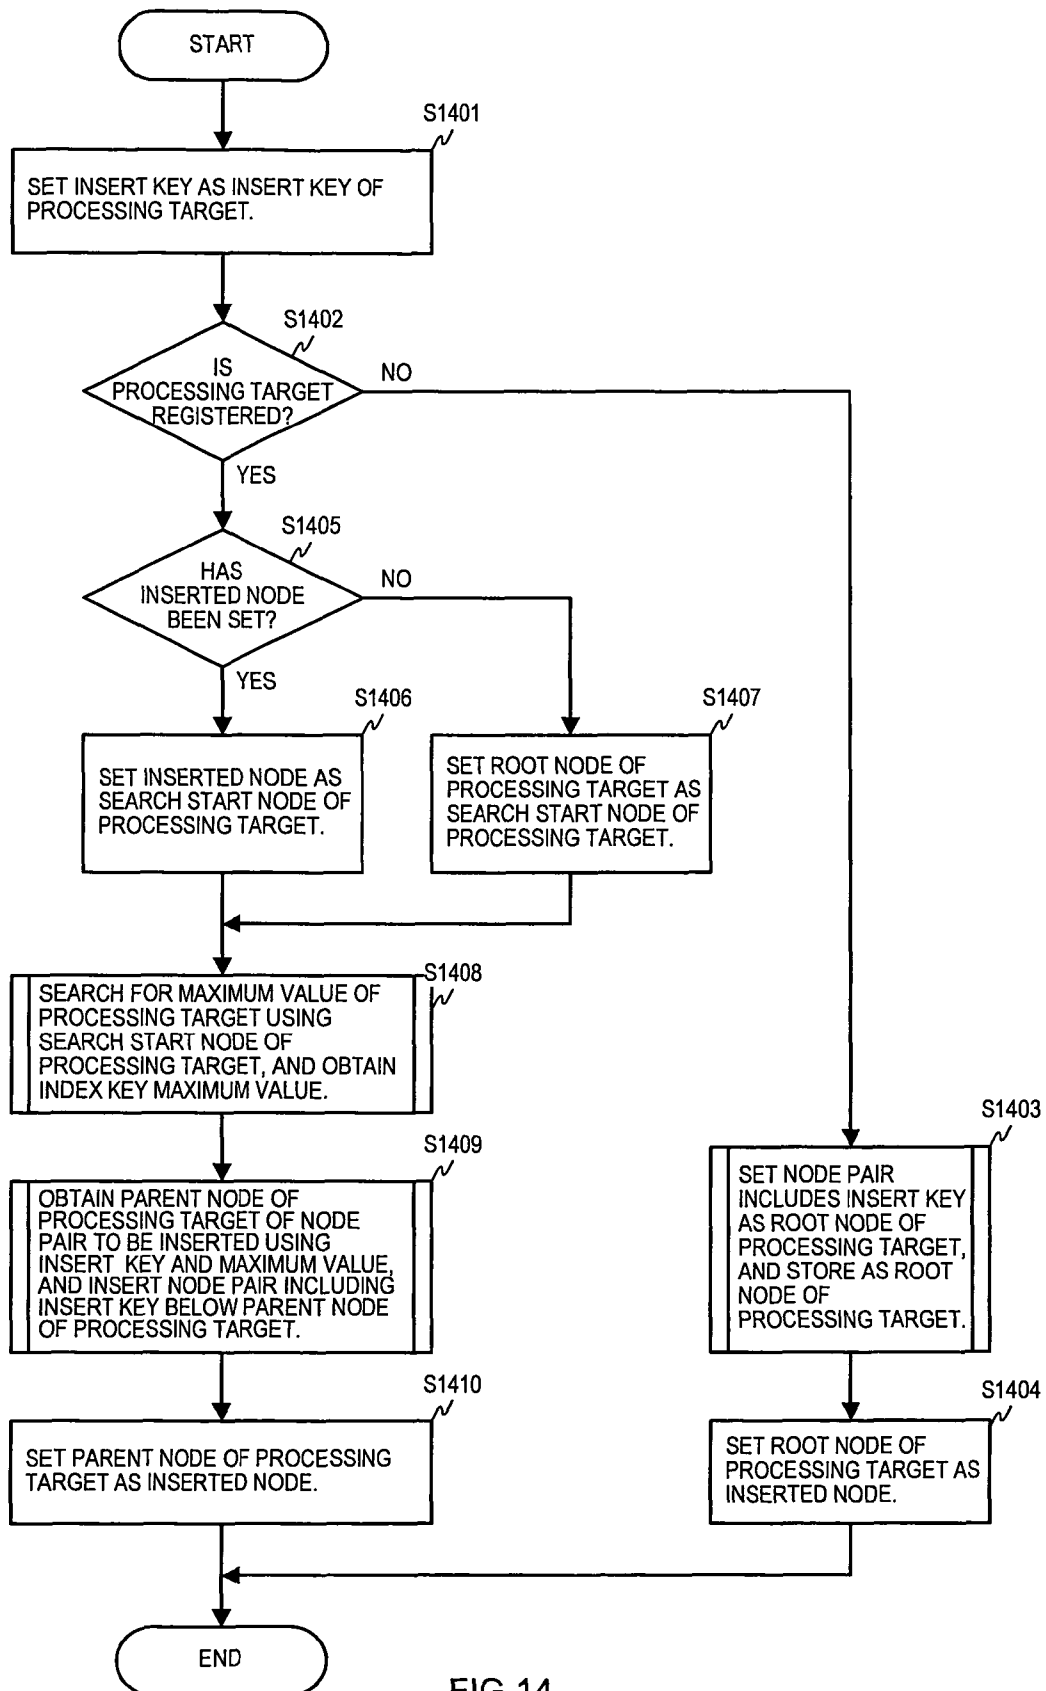 START
S1401
SET INSERT KEY AS INSERT KEY OF
PROCESSING TARGET.
S1402
IS
PROCESSING TARGET
REGISTERED?
NO
YES
S1405
HAS
INSERTED NODE
BEEN SET?
NO
YES
S1406
SET INSERTED NODE AS
SEARCH START NODE OF
PROCESSING TARGET.
S1407
SET ROOT NODE OF
PROCESSING TARGET AS
SEARCH START NODE OF
PROCESSING TARGET.
S1408
SEARCH FOR MAXIMUM VALUE OF
PROCESSING TARGET USING
SEARCH START NODE OF
PROCESSING TARGET, AND OBTAIN
INDEX KEY MAXIMUM VALUE.
S1409
OBTAIN PARENT NODE OF
PROCESSING TARGET OF NODE
PAIR TO BE INSERTED USING
INSERT KEY AND MAXIMUM VALUE,
AND INSERT NODE PAIR INCLUDING
INSERT KEY BELOW PARENT NODE
OF PROCESSING TARGET.
S1403
SET NODE PAIR
INCLUDES INSERT KEY
AS ROOT NODE OF
PROCESSING TARGET,
AND STORE AS ROOT
NODE OF
PROCESSING TARGET.
S1410
SET PARENT NODE OF PROCESSING
TARGET AS INSERTED NODE.
S1404
SET ROOT NODE OF
PROCESSING TARGET AS
INSERTED NODE.
END
FIG.14